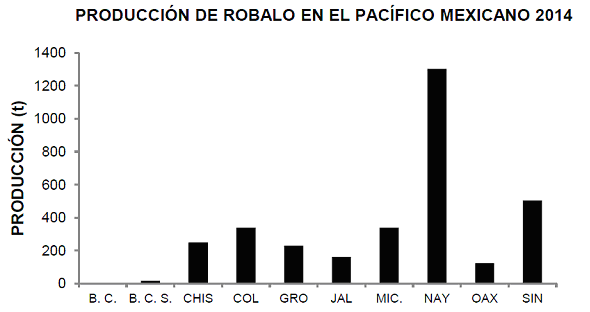 PRODUCCIÓN DE ROBALO EN EL PACÍFICO MEXICANO 2014
PRODUCCIÓN (t)
1400
1200
1000
800
600
400
200
0
B. C. B. C. S. CHIS COL GRO JAL MIC. NAY OAX SIN